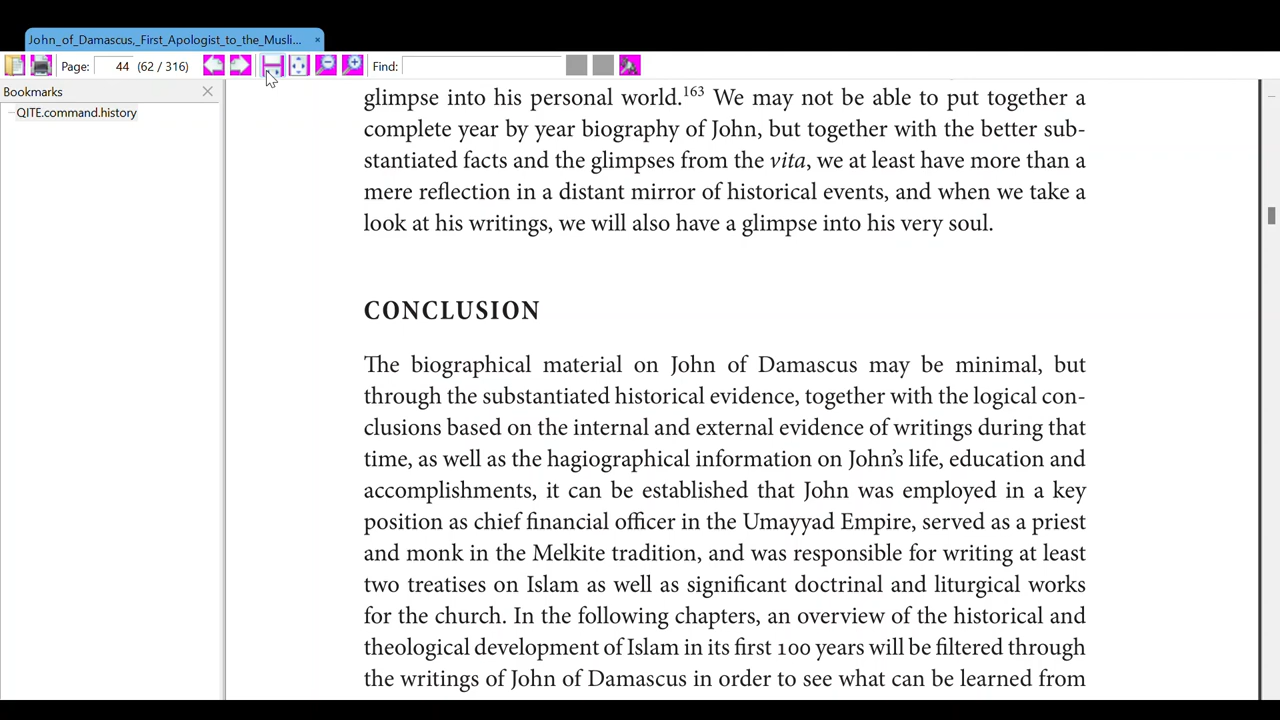 John_of_Damascus,_First_Apologist_to_the_Musli... ×
Page: 44 (62 / 316) Find:
Bookmarks
QITE.command.history
glimpse into his personal world.163 We may not be able to put together a
complete year by year biography of John, but together with the better sub-
stantiated facts and the glimpses from the vita, we at least have more than a
mere reflection in a distant mirror of historical events, and when we take a
look at his writings, we will also have a glimpse into his very soul.
CONCLUSION
The biographical material on John of Damascus may be minimal, but
through the substantiated historical evidence, together with the logical con-
clusions based on the internal and external evidence of writings during that
time, as well as the hagiographical information on John's life, education and
accomplishments, it can be established that John was employed in a key
position as chief financial officer in the Umayyad Empire, served as a priest
and monk in the Melkite tradition, and was responsible for writing at least
two treatises on Islam as well as significant doctrinal and liturgical works
for the church. In the following chapters, an overview of the historical and
theological development of Islam in its first 100 years will be filtered through
the writings of John of Damascus in order to see what can be learned from